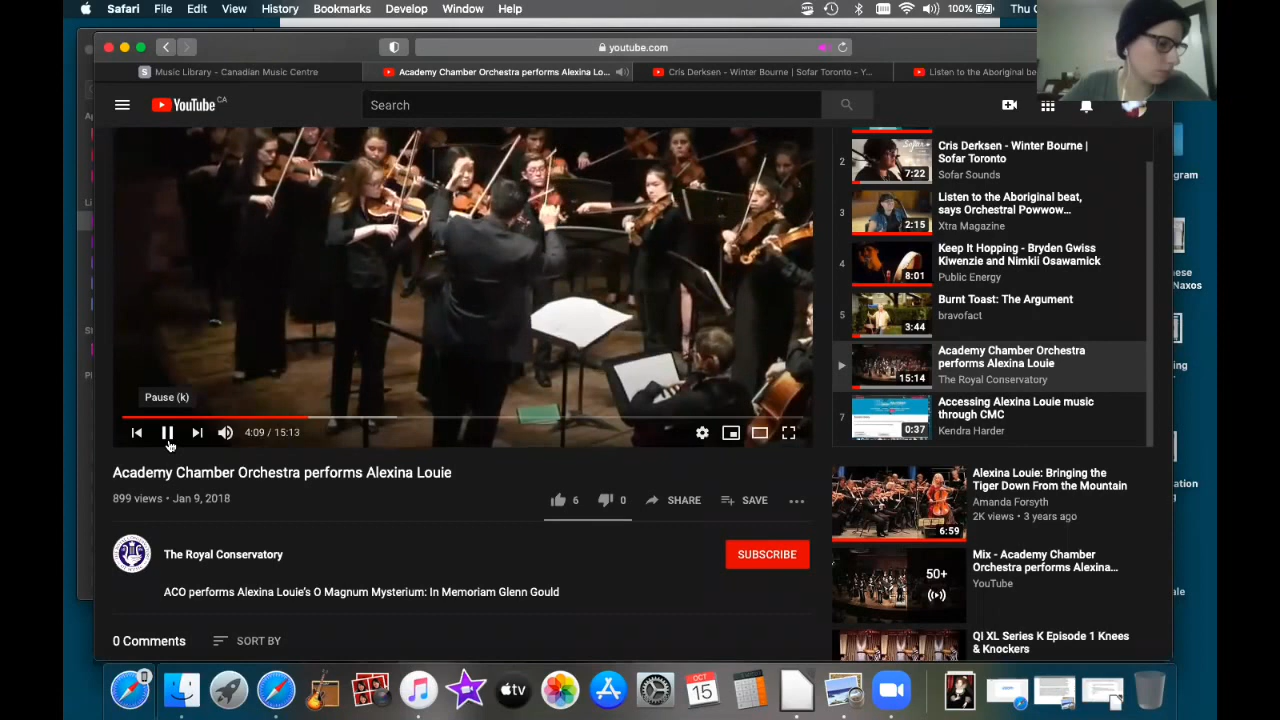 Safari File Edit View History Bookmarks Develop Window Help 100% Thu
youtube.com
Music Library - Canadian Music Centre
Academy Chamber Orchestra performs Alexina Lo...
Cris Derksen - Winter Bourne | Sofar Toronto - Y...
Listen to the Aboriginal be
YouTube CA
Search
Pause (k)
4:09 / 15:13
Academy Chamber Orchestra performs Alexina Louie
899 views • Jan 9, 2018
6 0 SHARE SAVE
The Royal Conservatory
SUBSCRIBE
ACO performs Alexina Louie's O Magnum Mysterium: In Memoriam Glenn Gould
0 Comments SORT BY
2
7:22
Cris Derksen - Winter Bourne |
Sofar Toronto
Sofar Sounds
3
2:15
Listen to the Aboriginal beat,
says Orchestral Powwow...
Xtra Magazine
4
8:01
Keep It Hopping - Bryden Gwiss
Kiwenzie and Nimkii Osawamick
Public Energy
5
3:44
Burnt Toast: The Argument
bravofact
15:14
Academy Chamber Orchestra
performs Alexina Louie
The Royal Conservatory
7
0:37
Accessing Alexina Louie music
through CMC
Kendra Harder
6:59
Alexina Louie: Bringing the
Tiger Down From the Mountain
Amanda Forsyth
2K views • 3 years ago
50+
Mix - Academy Chamber
Orchestra performs Alexina...
YouTube
QI XL Series K Episode 1 Knees
& Knockers
OCT
15
tv